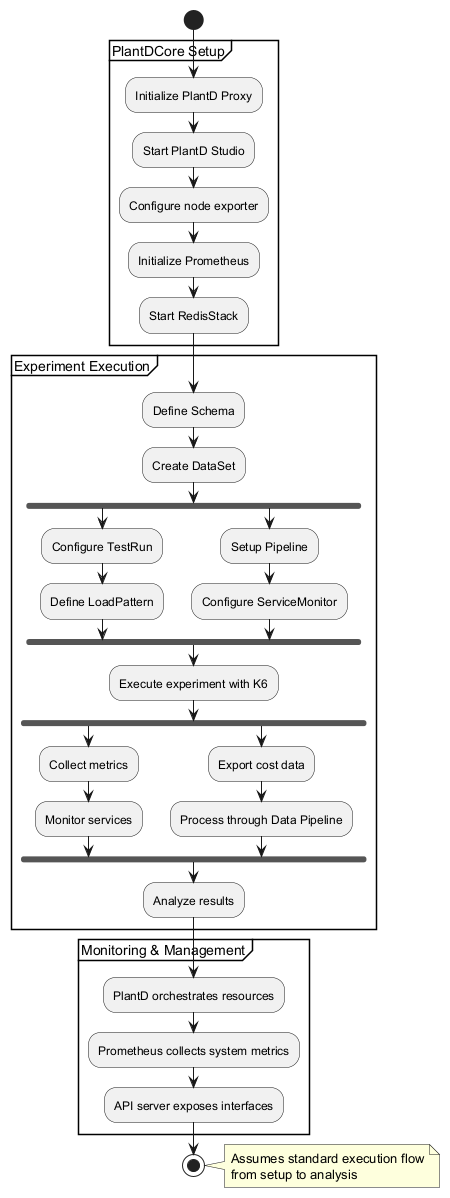 PlantDCore Setup
Initialize PlantD Proxy
Start PlantD Studio
Configure node exporter
Initialize Prometheus
Start RedisStack
Experiment Execution
Define Schema
Create DataSet
Configure TestRun
Setup Pipeline
Define LoadPattern
Configure ServiceMonitor
Execute experiment with K6
Collect metrics
Export cost data
Monitor services
Process through Data Pipeline
Analyze results
Monitoring & Management
PlantD orchestrates resources
Prometheus collects system metrics
API server exposes interfaces
Assumes standard execution flow
from setup to analysis